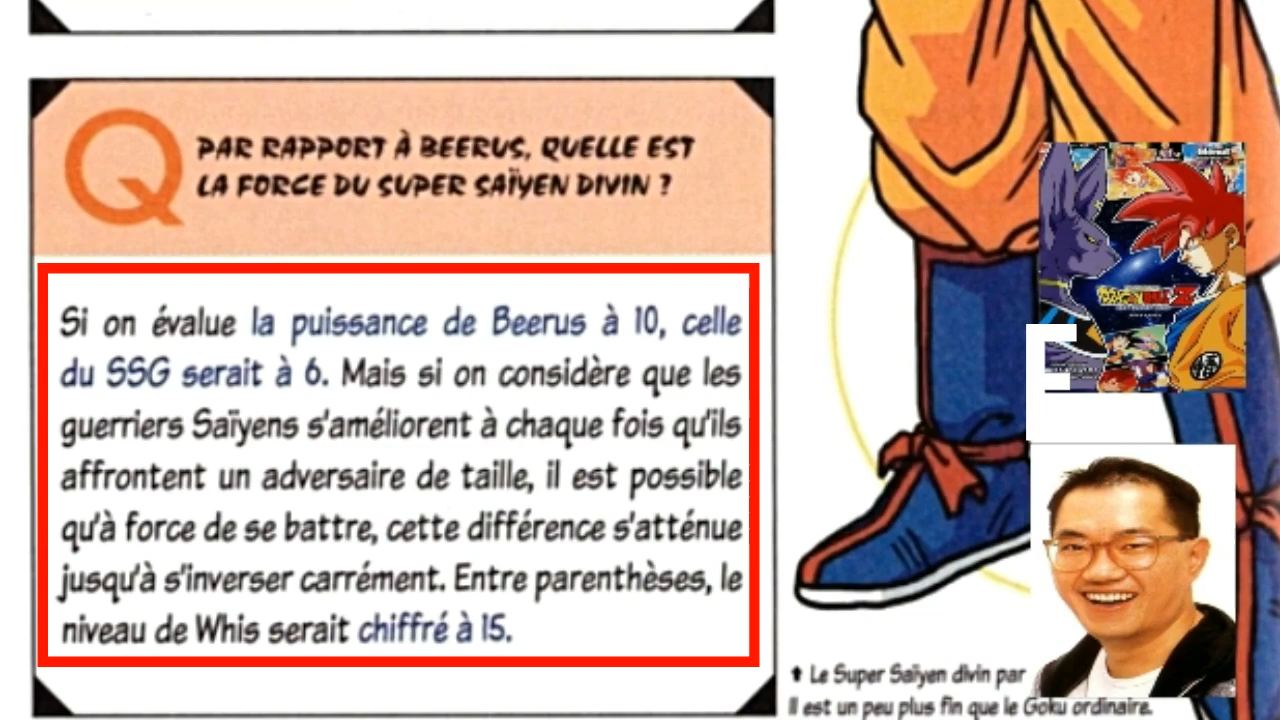 Q
PAR RAPPORT À BEERUS, QUELLE EST
LA FORCE DU SUPER SAÏYEN DIVIN ?
Si on évalue la puissance de Beerus à 10, celle
du SSG serait à 6. Mais si on considère que les
guerriers Saïyens s'améliorent à chaque fois qu'ils
affrontent un adversaire de taille, il est possible
qu'à force de se battre, cette différence s'atténue
jusqu'à s'inverser carrément. Entre parenthèses, le
niveau de Whis serait chiffré à 15.
DRAGON BALL Z
⬆ Le Super Saïyen divin par
Il est un peu plus fin que le Goku ordinaire.